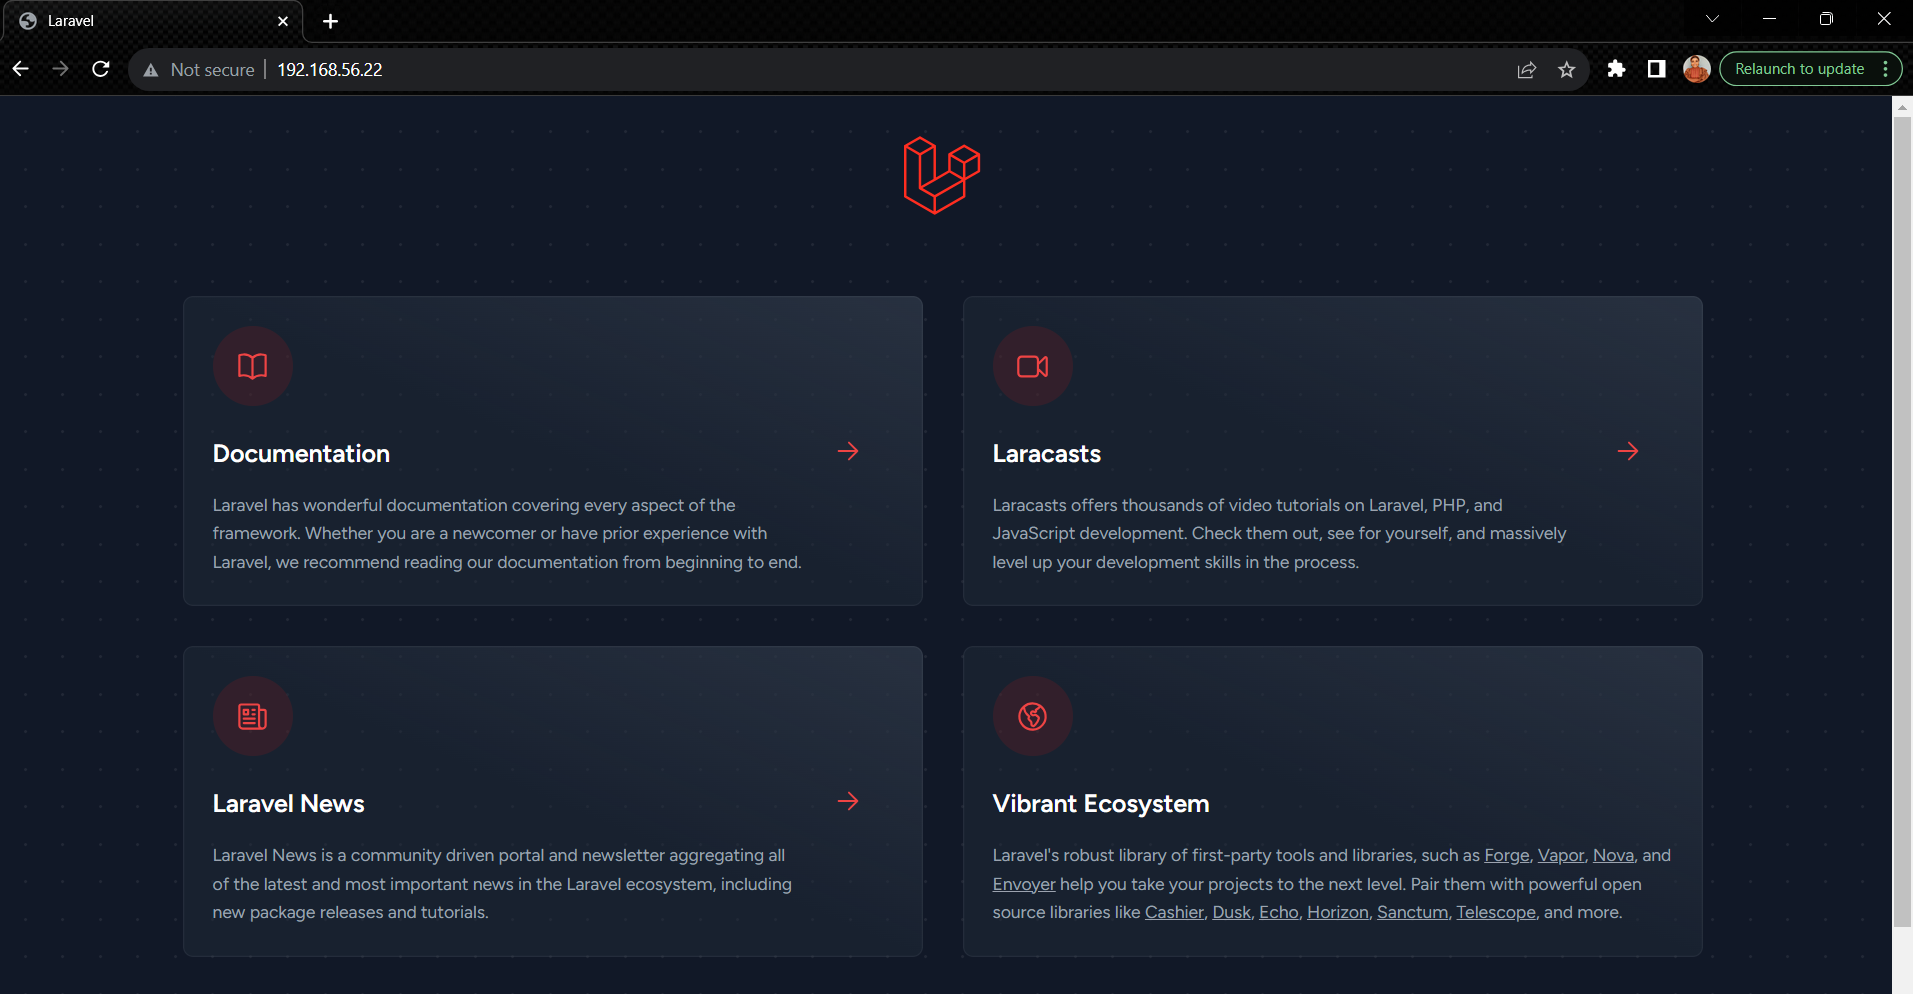 Laravel
Not secure
192.168.56.22
Relaunch to update
Documentation
Laravel has wonderful documentation covering every aspect of the
framework. Whether you are a newcomer or have prior experience with
Laravel, we recommend reading our documentation from beginning to end.
Laracasts
Laracasts offers thousands of video tutorials on Laravel, PHP, and
JavaScript development. Check them out, see for yourself, and massively
level up your development skills in the process.
Laravel News
Laravel News is a community driven portal and newsletter aggregating all
of the latest and most important news in the Laravel ecosystem, including
new package releases and tutorials.
Vibrant Ecosystem
Laravel's robust library of first-party tools and libraries, such as Forge, Vapor, Nova, and
Envoyer help you take your projects to the next level. Pair them with powerful open
source libraries like Cashier, Dusk, Echo, Horizon, Sanctum, Telescope, and more.